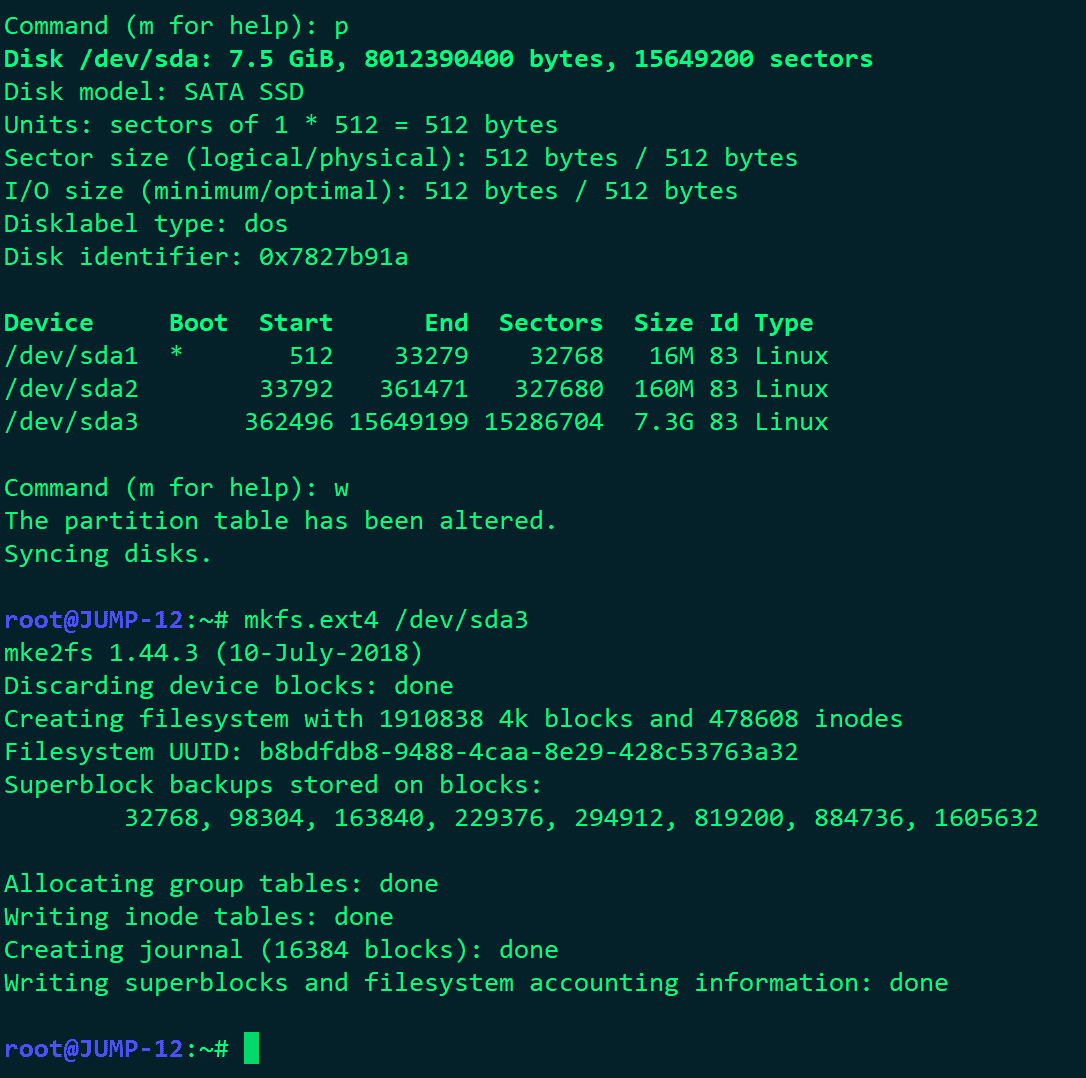 Command (m for help): p
Disk /dev/sda: 7.5 GiB, 8012390400 bytes, 15649200 sectors
Disk model: SATA SSD
Units: sectors of 1 * 512 = 512 bytes
Sector size (logical/physical): 512 bytes / 512 bytes
I/O size (minimum/optimal): 512 bytes / 512 bytes
Disklabel type: dos
Disk identifier: 0x7827b91a

Device     Boot  Start      End  Sectors  Size Id Type
/dev/sda1  *       512    33279    32768   16M 83 Linux
/dev/sda2        33792   361471   327680  160M 83 Linux
/dev/sda3       362496 15649199 15286704  7.3G 83 Linux

Command (m for help): w
The partition table has been altered.
Syncing disks.

root@JUMP-12:~# mkfs.ext4 /dev/sda3
mke2fs 1.44.3 (10-July-2018)
Discarding device blocks: done
Creating filesystem with 1910838 4k blocks and 478608 inodes
Filesystem UUID: b8bdfdb8-9488-4caa-8e29-428c53763a32
Superblock backups stored on blocks:
        32768, 98304, 163840, 229376, 294912, 819200, 884736, 1605632

Allocating group tables: done
Writing inode tables: done
Creating journal (16384 blocks): done
Writing superblocks and filesystem accounting information: done

root@JUMP-12:~#